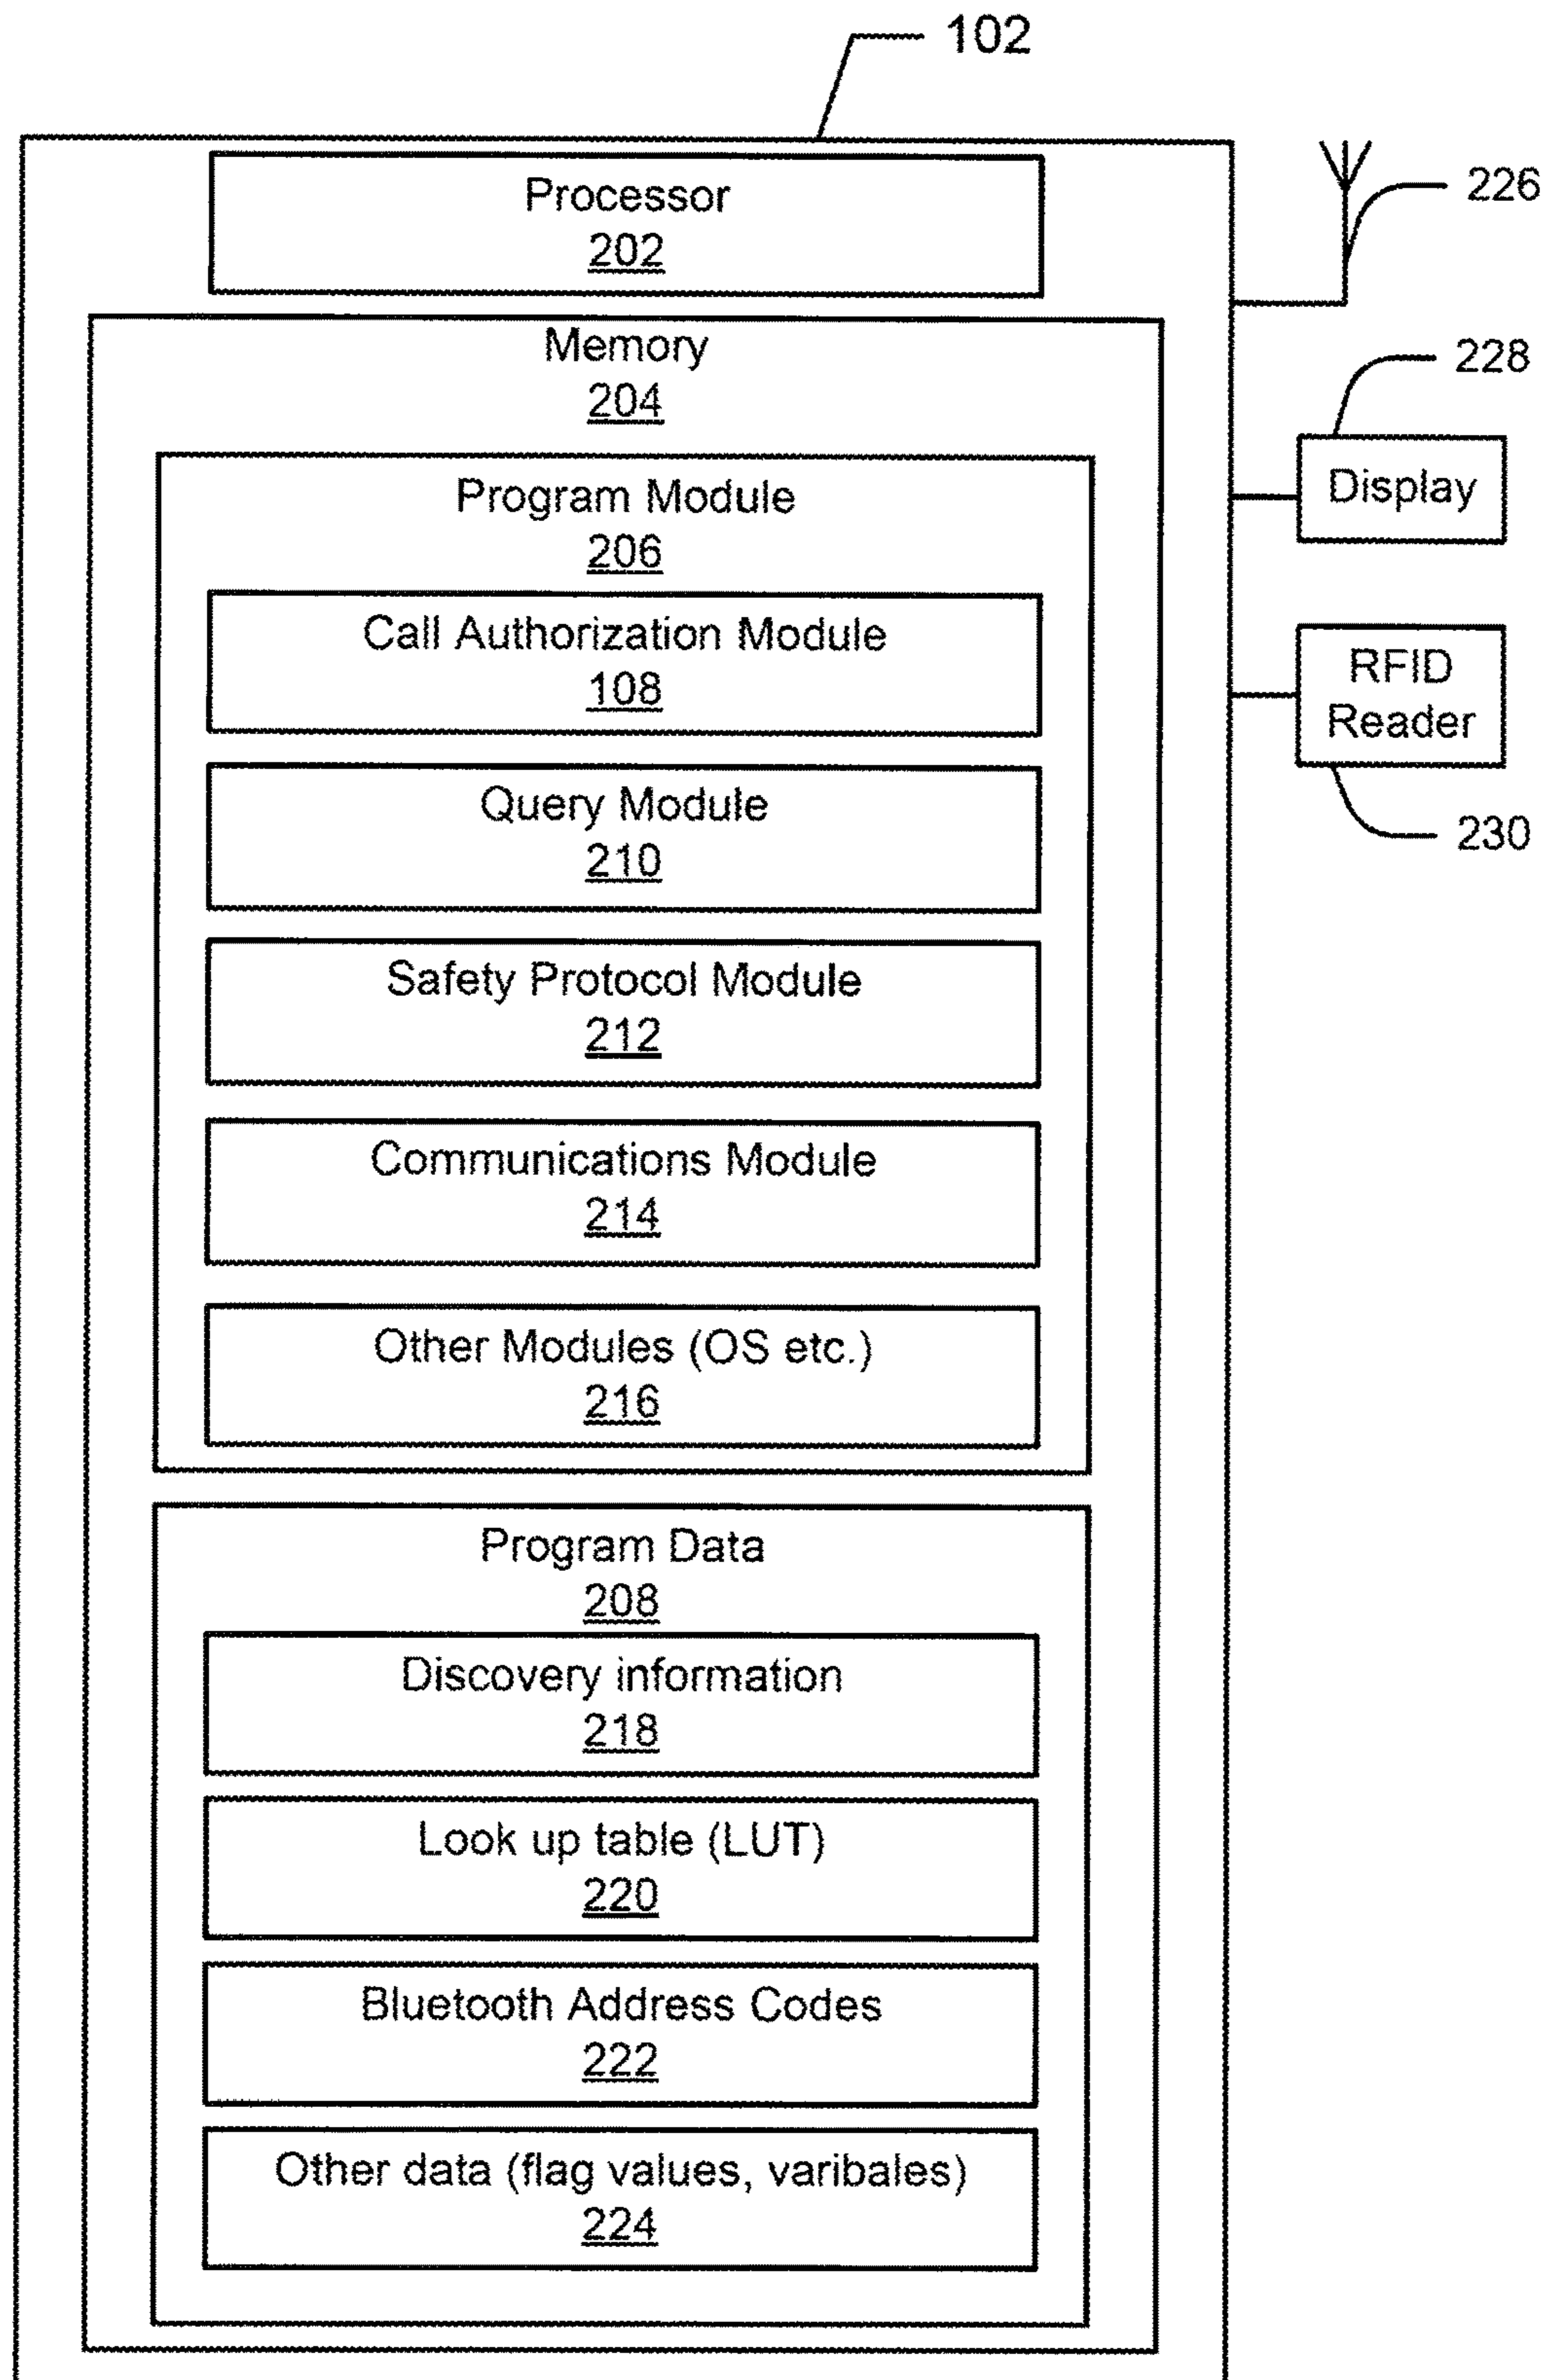 102
Processor
202
226
Memory
204
228
Display
Program Module
206
Call Authorization Module
108
RFID
Reader
230
Query Module
210
Safety Protocol Module
212
Communications Module
214
Other Modules (OS etc.)
216
Program Data
208
Discovery information
218
Look up table (LUT)
220
Bluetooth Address Codes
222
Other data (flag values, varibales)
224